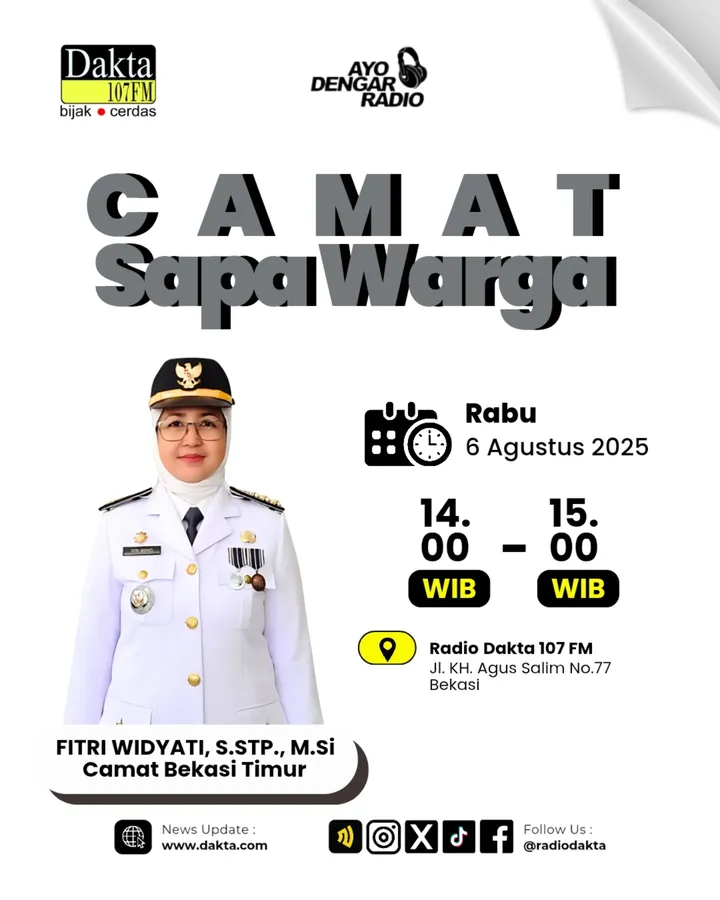 Dakta
107FM
bijak • cerdas
AYO
DENGAR
RADIO
CAMAT
Sapa Warga
Rabu
6 Agustus 2025
14.00 – 15.00
WIB WIB
Radio Dakta 107 FM
Jl. KH. Agus Salim No.77
Bekasi
FITRI WIDYATI, S.STP., M.Si
Camat Bekasi Timur
News Update :
www.dakta.com
Follow Us :
@radiodakta